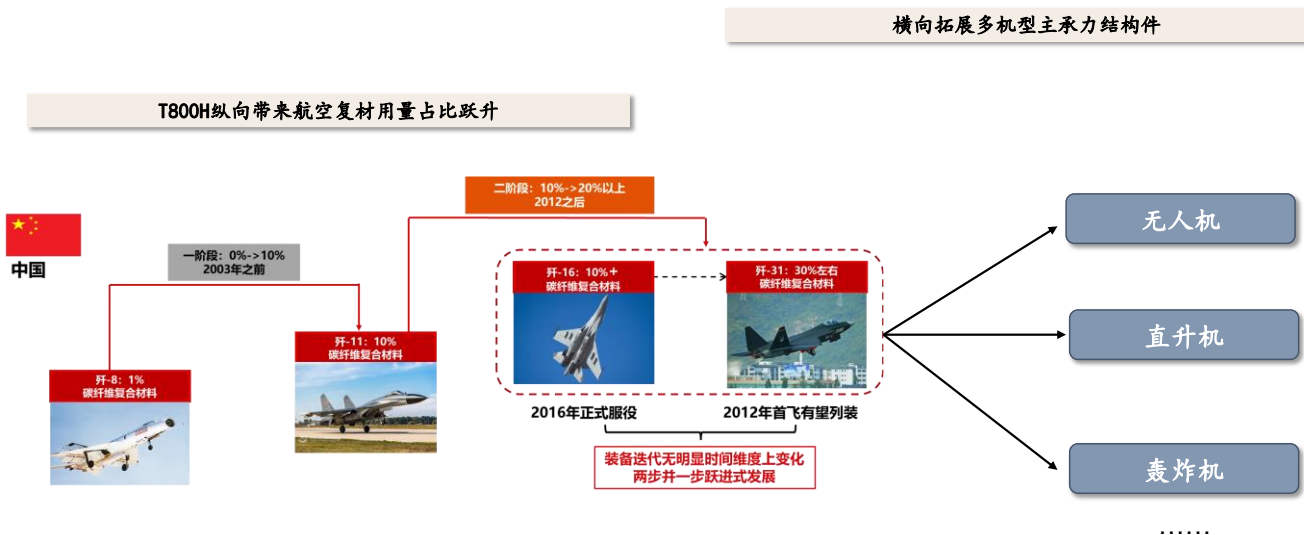 横向拓展多机型主承力结构件
T800H纵向带来航空复材用量占比跃升
二阶段：10%->20%以上
2012之后
中国
一阶段：0%->10%
2003年之前
歼-16：10%+
碳纤维复合材料
歼-31：30%左右
碳纤维复合材料
歼-11：10%
碳纤维复合材料
歼-8：1%
碳纤维复合材料
2016年正式服役
2012年首飞有望列装
装备迭代无明显时间维度上变化
两步并一步跃进式发展
无人机
直升机
轰炸机
……